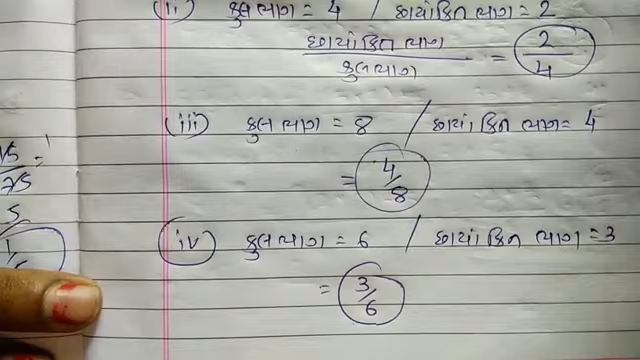 (ii) કુલ ભાગ = 4 / છાયાંકિત ભાગ = 2
છાયાંકિત ભાગ / કુલ ભાગ = 2/4
(iii) કુલ ભાગ = 8 / છાયાંકિત ભાગ = 4
= 4/8
(iv) કુલ ભાગ = 6 / છાયાંકિત ભાગ = 3
= 3/6